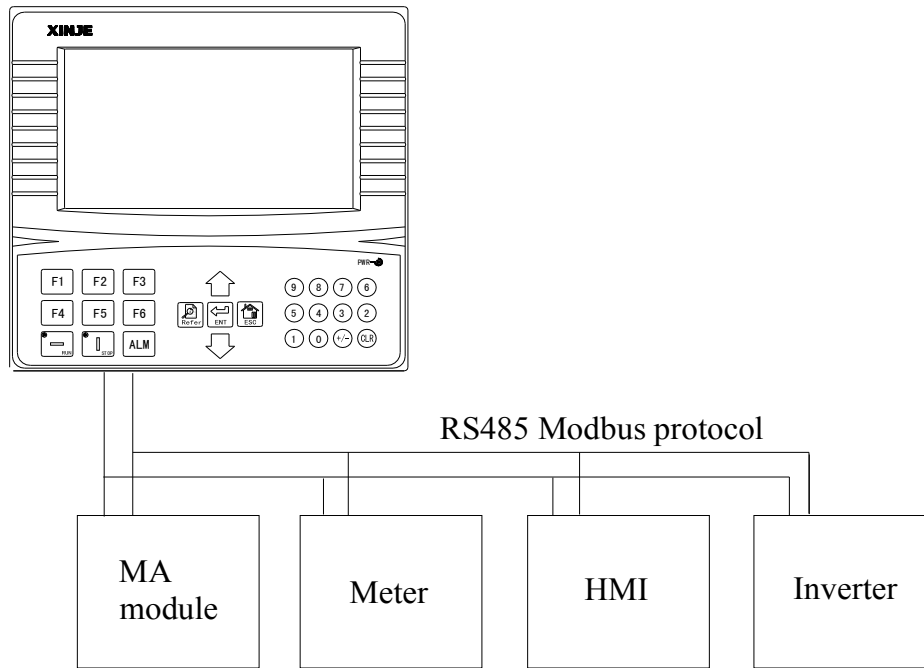 XINJE
PWR
F1 F2 F3
9 8 7 6
F4 F5 F6
Refer ENT ESC
5 4 3 2
RUN STOP ALM
1 0 +/- CLR
RS485 Modbus protocol
MA
module
Meter
HMI
Inverter